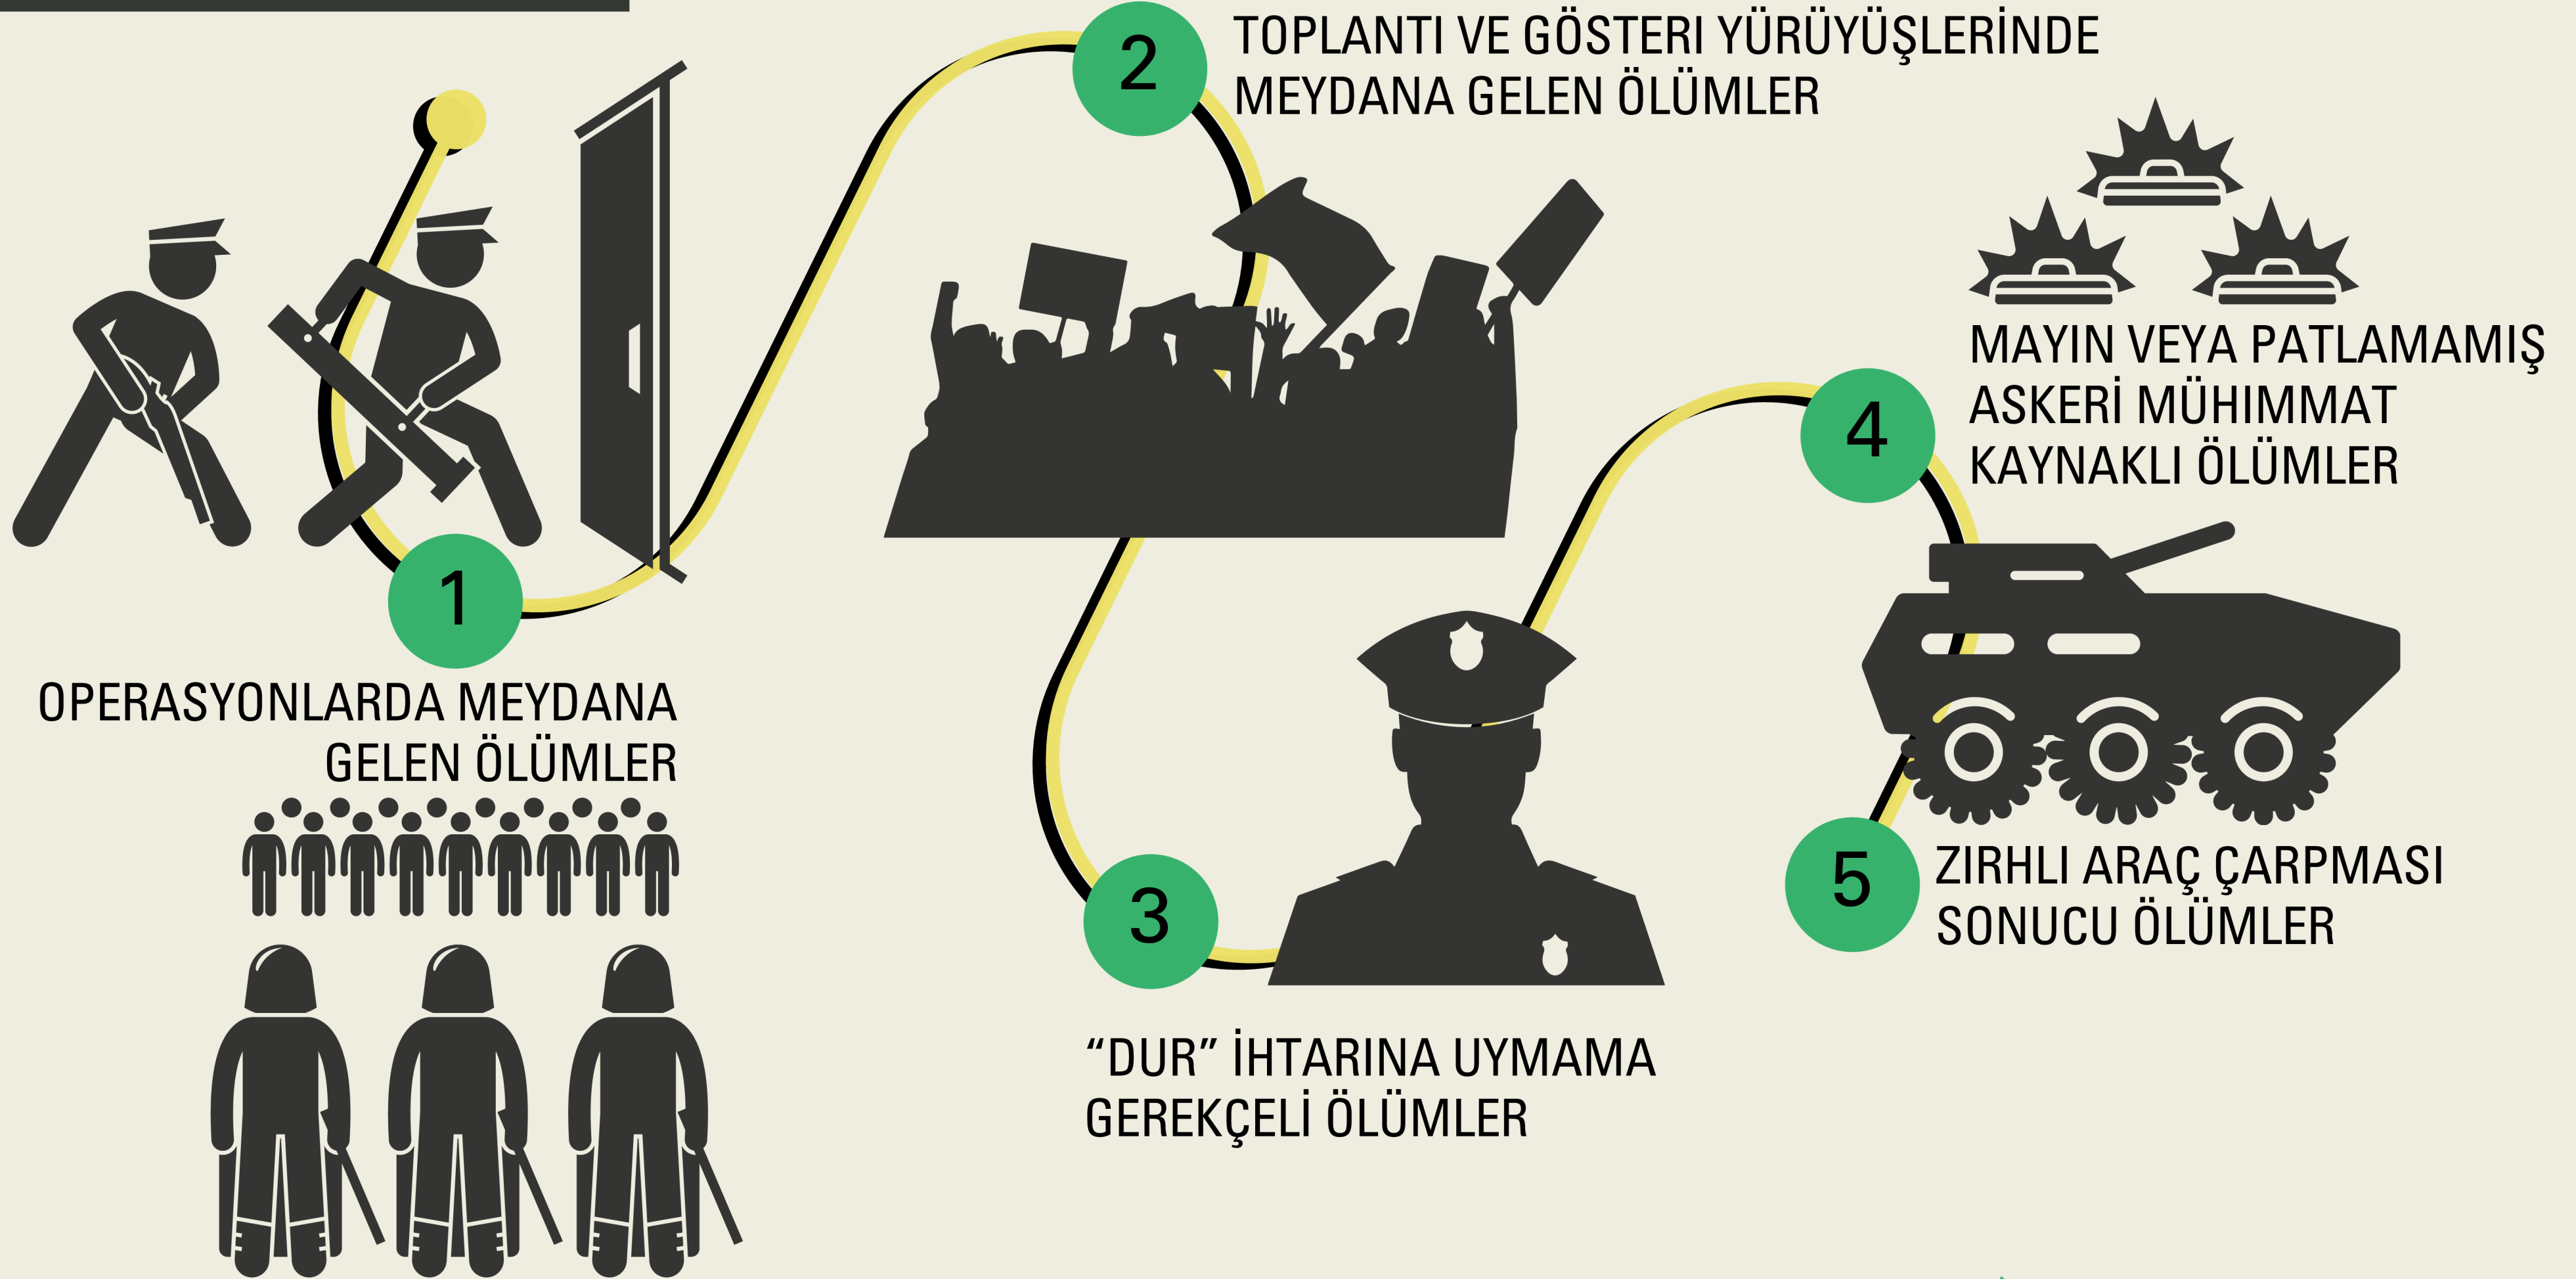 1
OPERASYONLARDA MEYDANA
GELEN ÖLÜMLER
2
TOPLANTI VE GÖSTERI YÜRÜYÜŞLERİNDE
MEYDANA GELEN ÖLÜMLER
3
“DUR” İHTARINA UYMAMA
GEREKÇELİ ÖLÜMLER
4
MAYIN VEYA PATLAMAMIŞ
ASKERİ MÜHIMMAT
KAYNAKLI ÖLÜMLER
5
ZIRHLI ARAÇ ÇARPMASI
SONUCU ÖLÜMLER